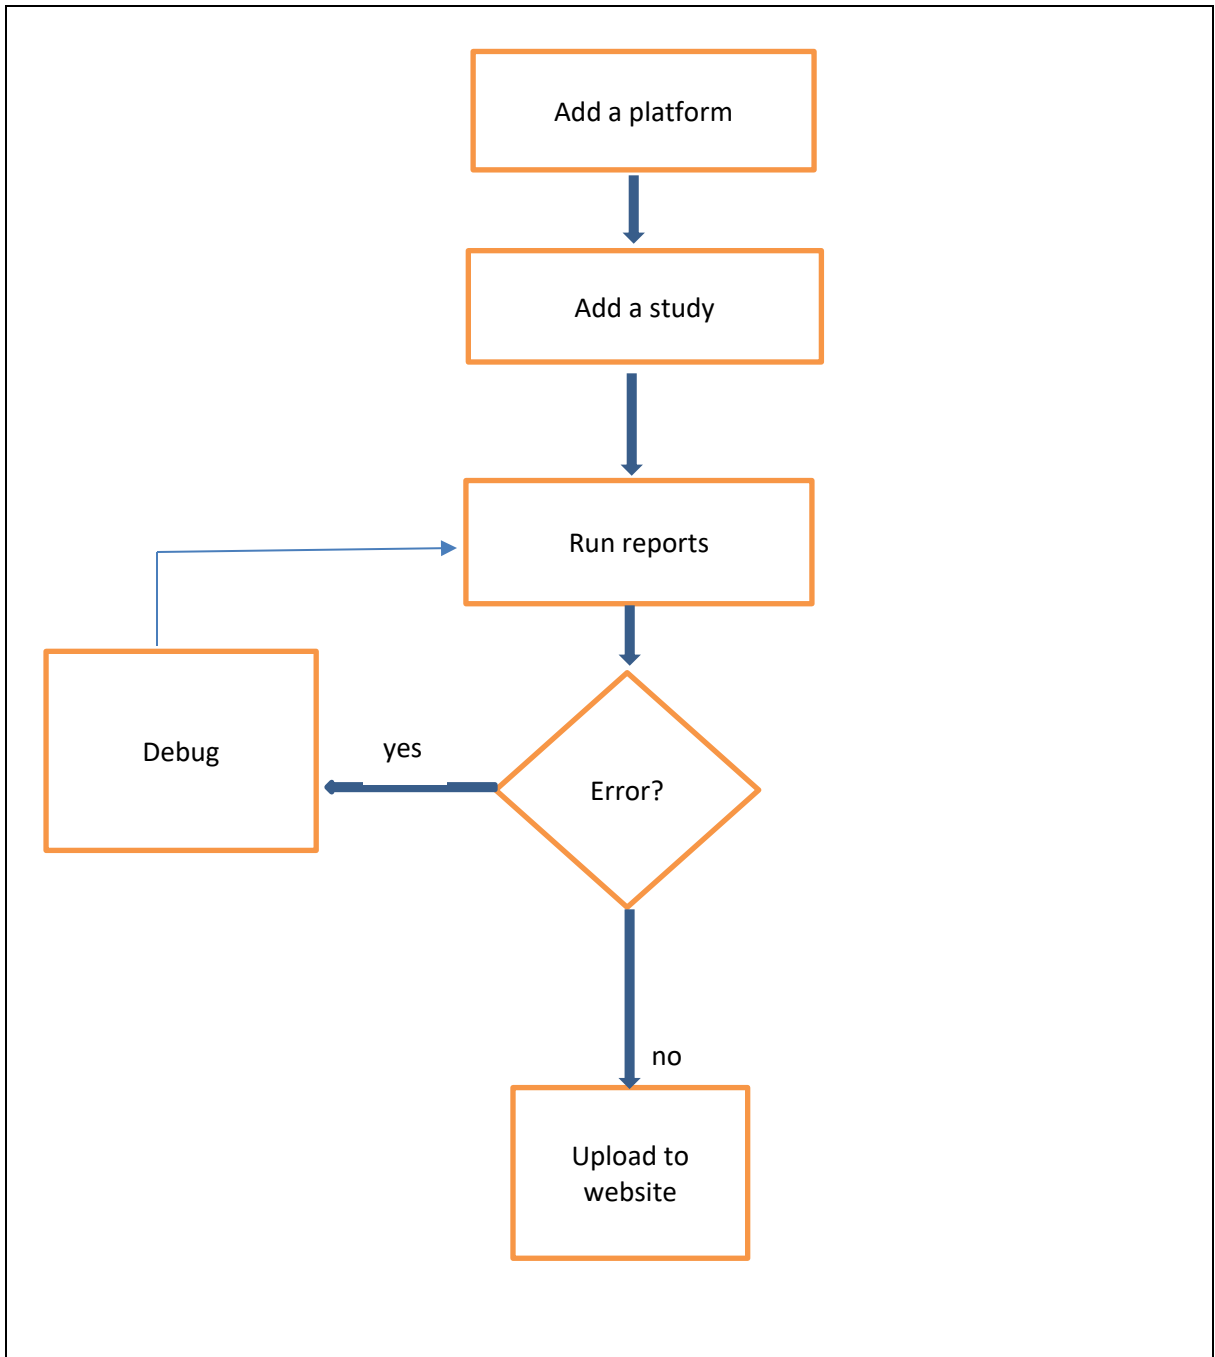 Add a platform
Add a study
Run reports
Debug
yes
Error?
no
Upload to
website